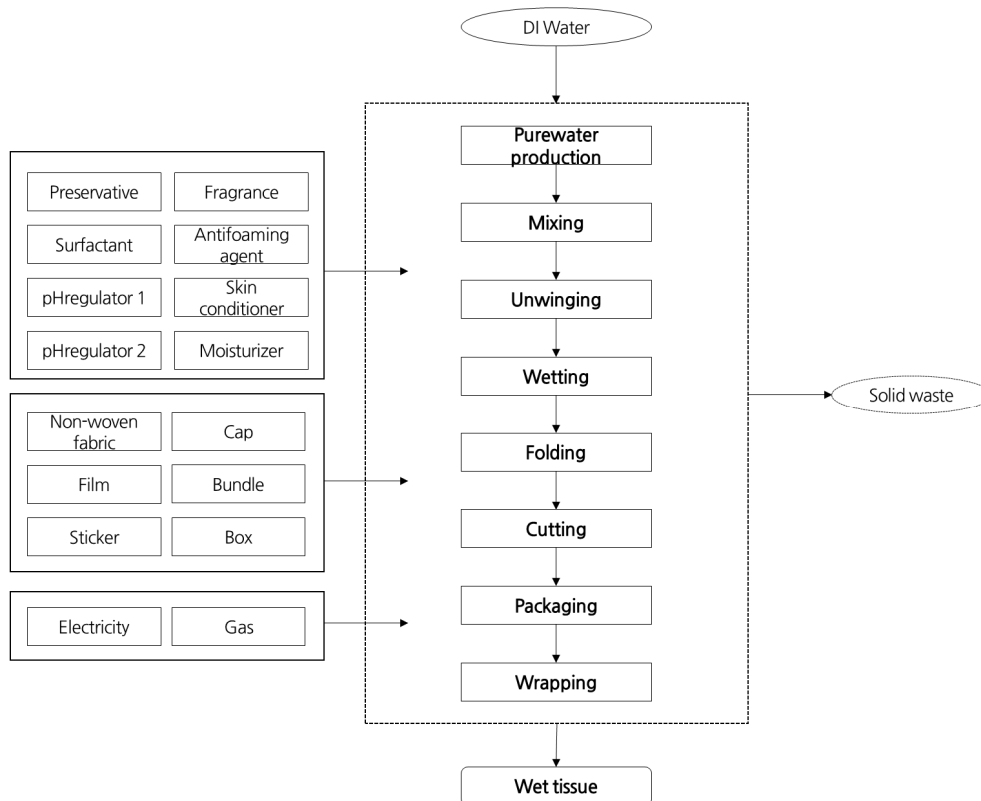 DI Water
Purewater
production
Mixing
Unwinging
Wetting
Folding
Cutting
Packaging
Wrapping
Preservative
Fragrance
Surfactant
Antifoaming
agent
pHregulator 1
Skin
conditioner
pHregulator 2
Moisturizer
Non-woven
fabric
Cap
Film
Bundle
Sticker
Box
Electricity
Gas
Solid waste
Wet tissue